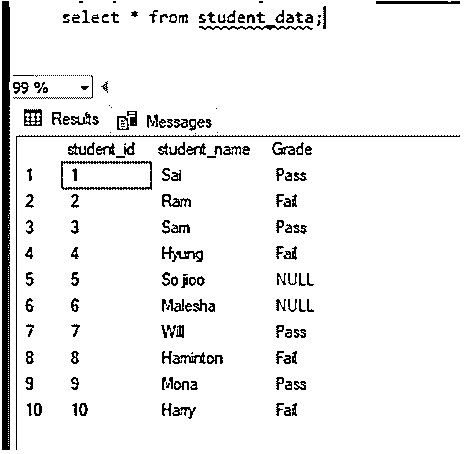 select * from student_data;
99 %
Results Messages
student_id student_name Grade
1 1 Sai Pass
2 2 Ram Fail
3 3 Sam Pass
4 4 Hyung Fail
5 5 So jioo NULL
6 6 Malesha NULL
7 7 Will Pass
8 8 Haminton Fail
9 9 Mona Pass
10 10 Harry Fail